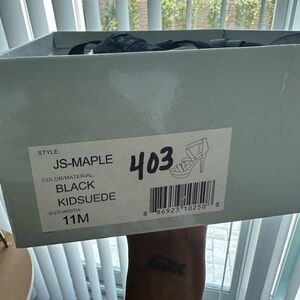 STYLE:
JS-MAPLE
403
COLOR/MATERIAL:
BLACK
KIDSUEDE
SIZE/WIDTH:
11M
8 86923 10250 8